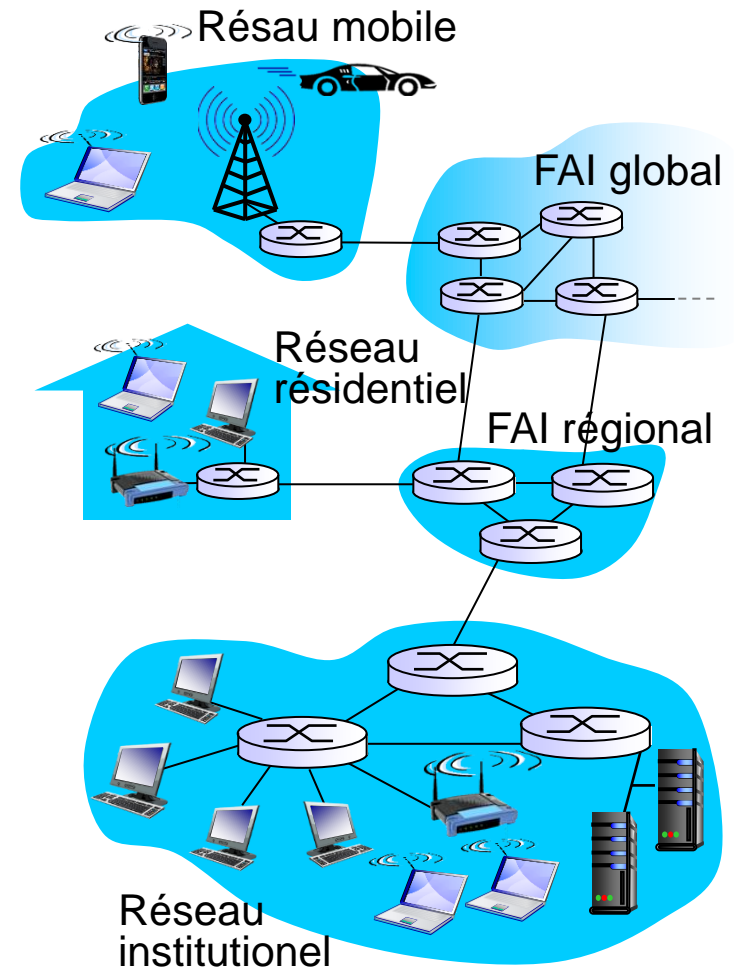 Résau mobile
FAI global
Réseau
résidentiel
FAI régional
Réseau
institutionel